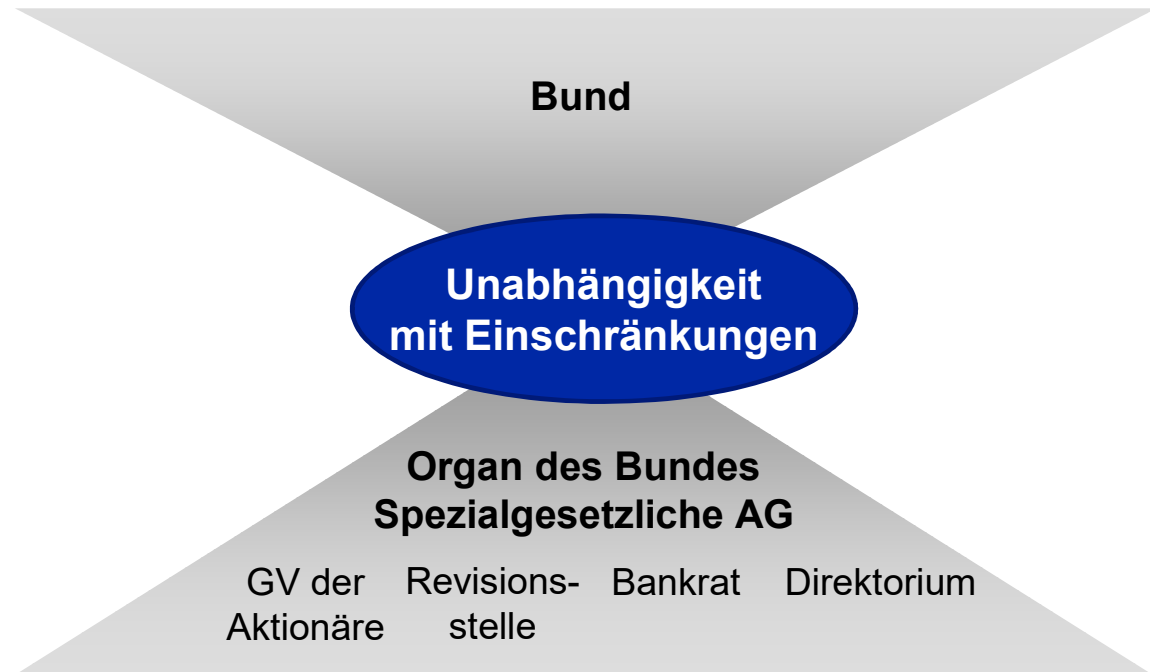 Bund
Unabhängigkeit
mit Einschränkungen
Organ des Bundes
Spezialgesetzliche AG
GV der
Aktionäre
Revisions-
stelle
Bankrat
Direktorium